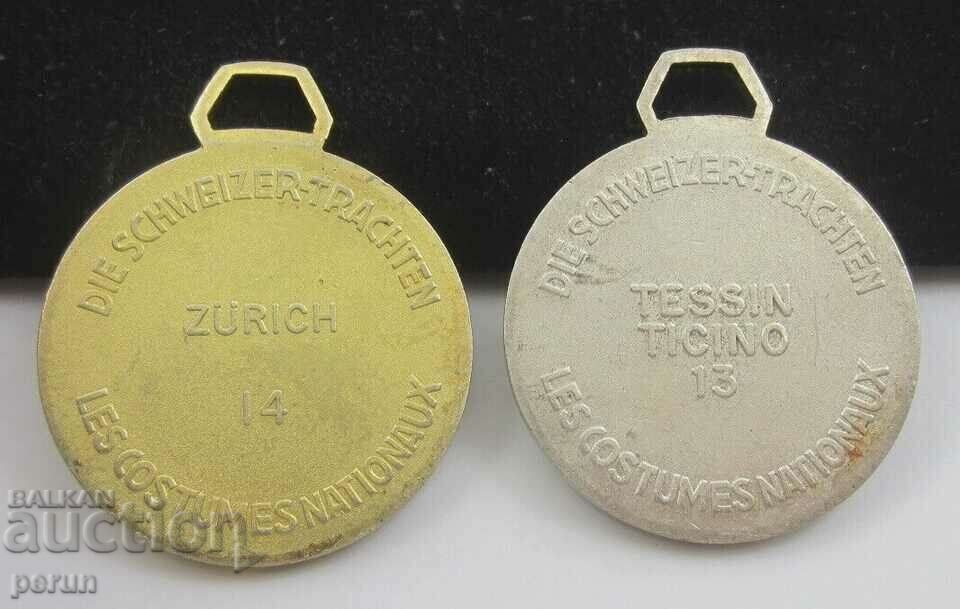 DIE SCHWEIZER-TRACHTEN
ZÜRICH
14
LES COSTUMES NATIONAUX
DIE SCHWEIZER-TRACHTEN
TESSIN
TICINO
13
LES COSTUMES NATIONAUX
BALKAN
auction
perun